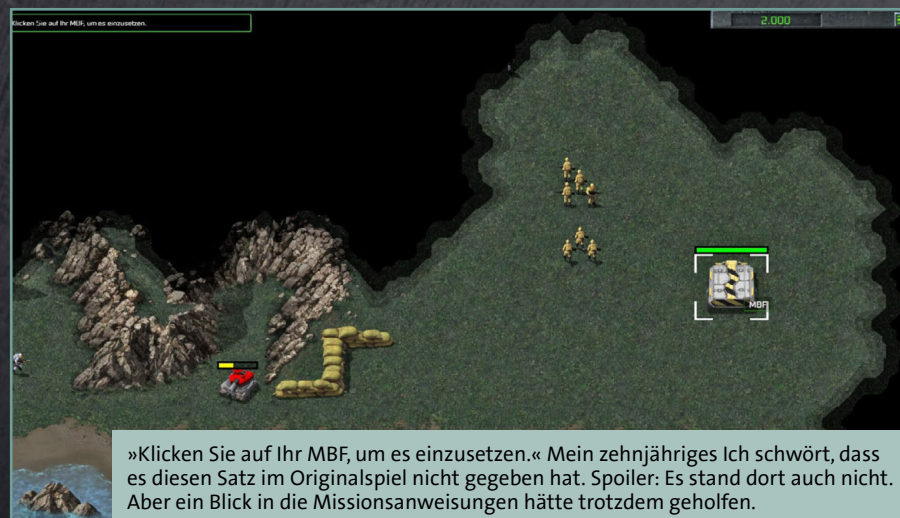 Klicken Sie auf Ihr MBF, um es einzusetzen.
2.000
MBF
»Klicken Sie auf Ihr MBF, um es einzusetzen.« Mein zehnjähriges Ich schwört, dass
es diesen Satz im Originalspiel nicht gegeben hat. Spoiler: Es stand dort auch nicht.
Aber ein Blick in die Missionsanweisungen hätte trotzdem geholfen.